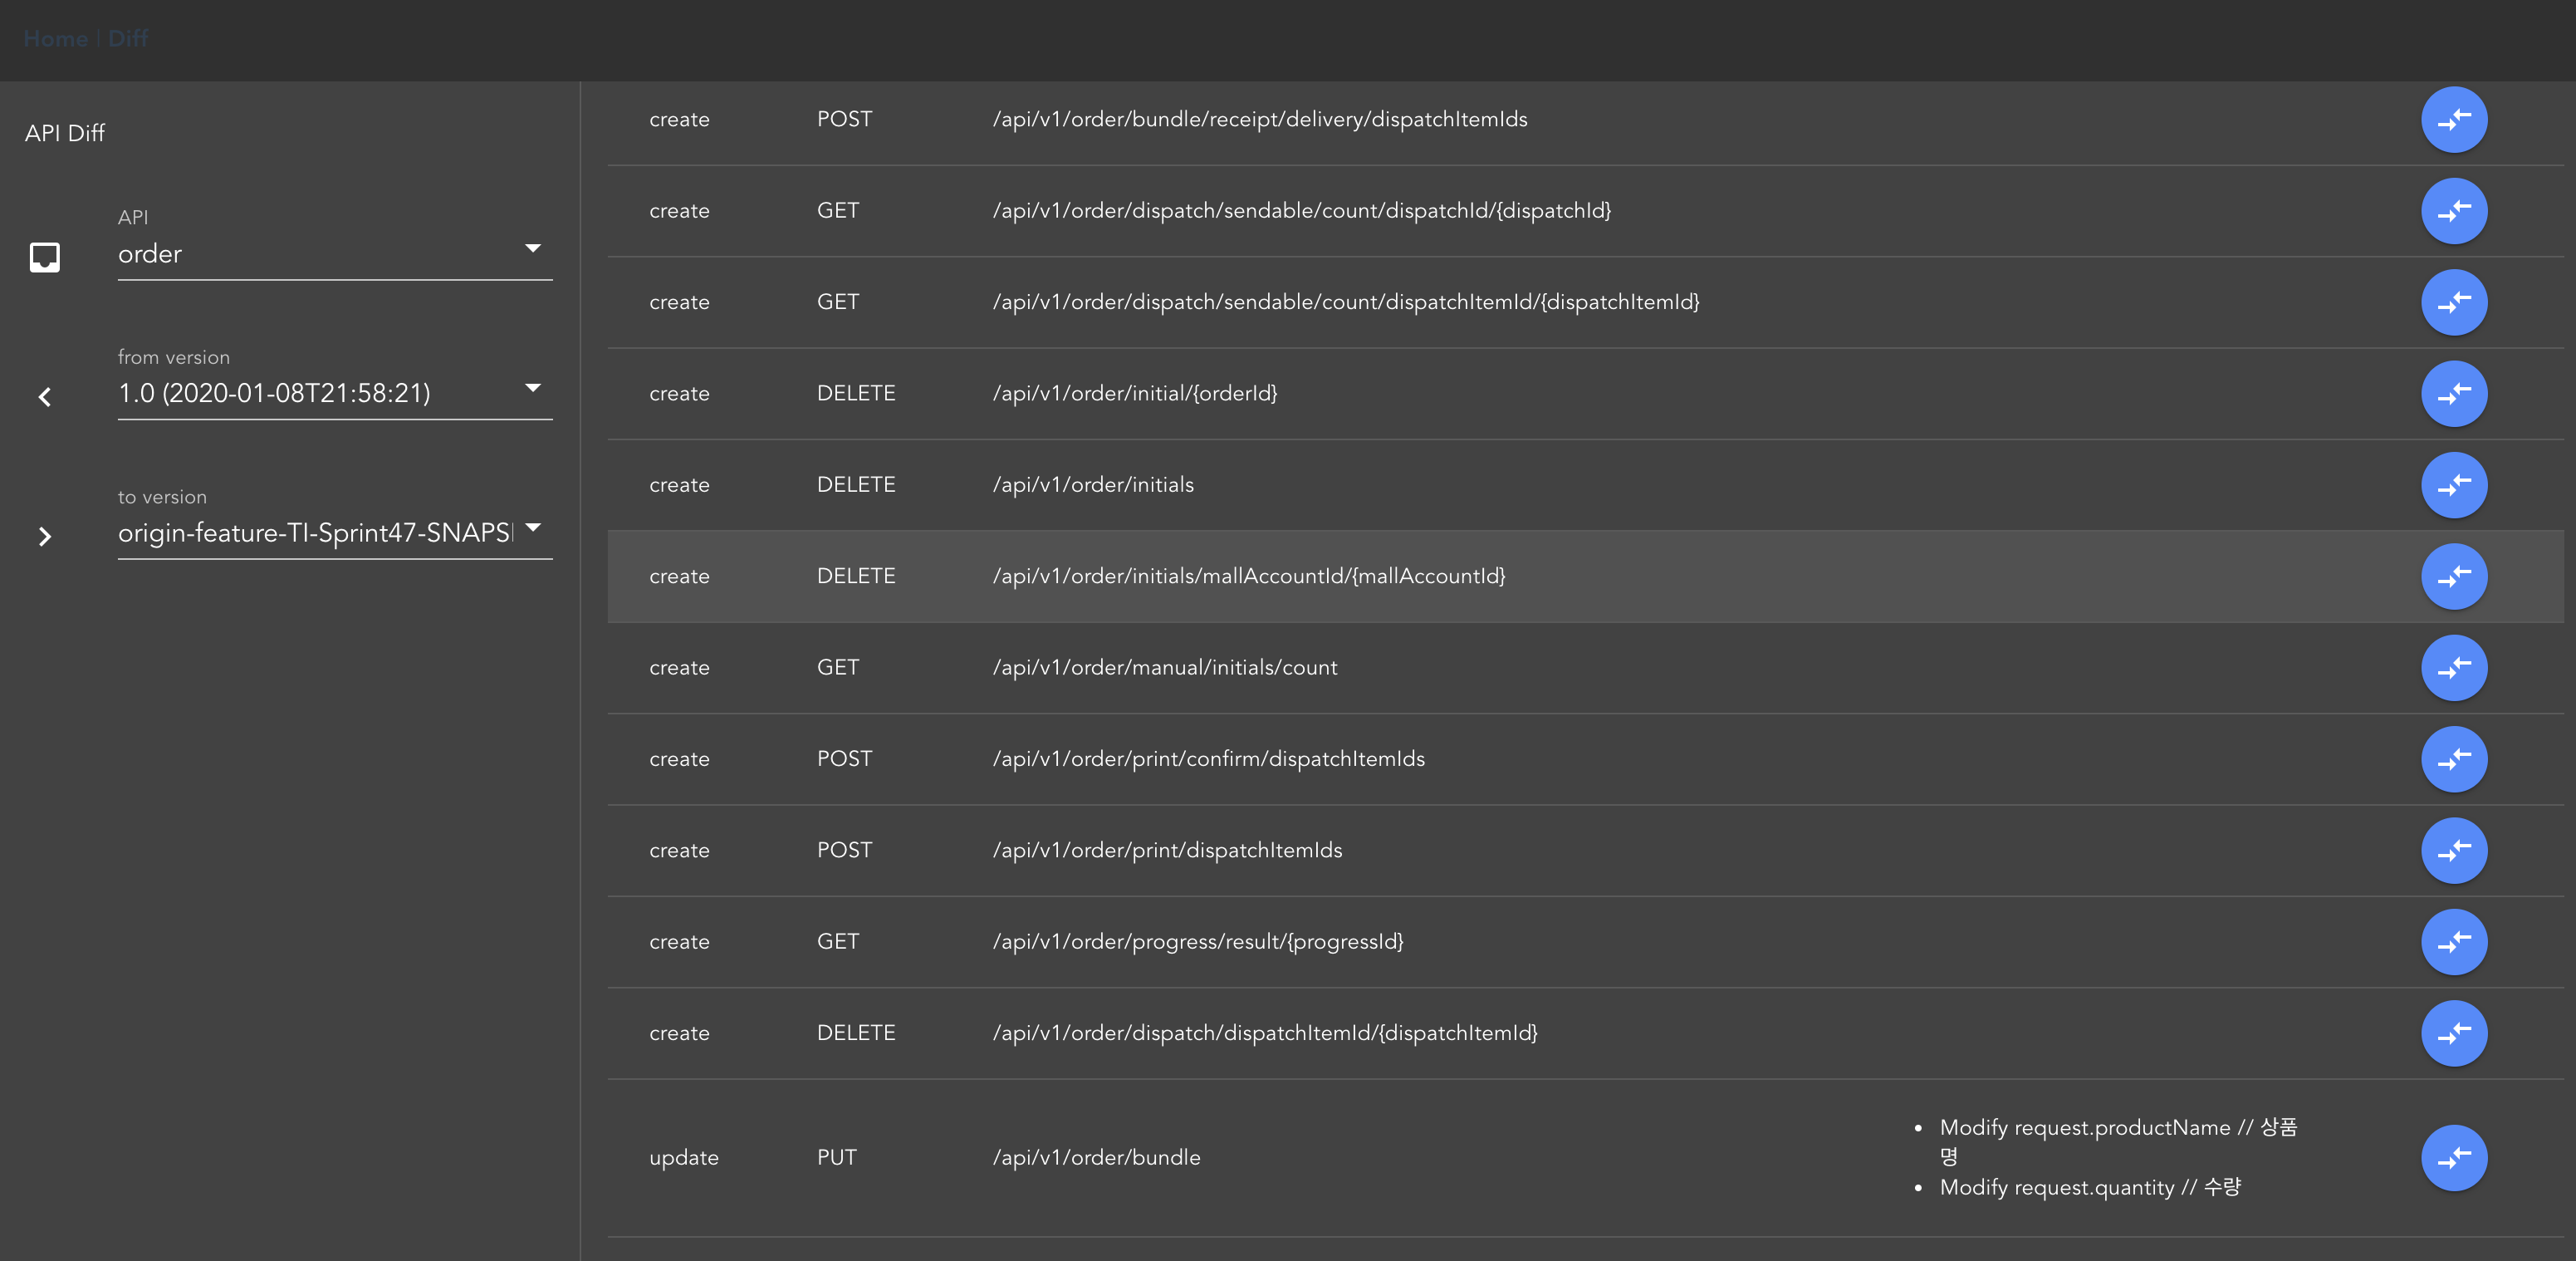 Home | Diff
API Diff
API
order
from version
1.0 (2020-01-08T21:58:21)
to version
origin-feature-TI-Sprint47-SNAPS
create POST /api/v1/order/bundle/receipt/delivery/dispatchItemIds
create GET /api/v1/order/dispatch/sendable/count/dispatchId/{dispatchId}
create GET /api/v1/order/dispatch/sendable/count/dispatchItemId/{dispatchItemId}
create DELETE /api/v1/order/initial/{orderId}
create DELETE /api/v1/order/initials
create DELETE /api/v1/order/initials/mallAccountId/{mallAccountId}
create GET /api/v1/order/manual/initials/count
create POST /api/v1/order/print/confirm/dispatchItemIds
create POST /api/v1/order/print/dispatchItemIds
create GET /api/v1/order/progress/result/{progressId}
create DELETE /api/v1/order/dispatch/dispatchItemId/{dispatchItemId}
update PUT /api/v1/order/bundle
• Modify request.productName // 상품
명
• Modify request.quantity // 수량